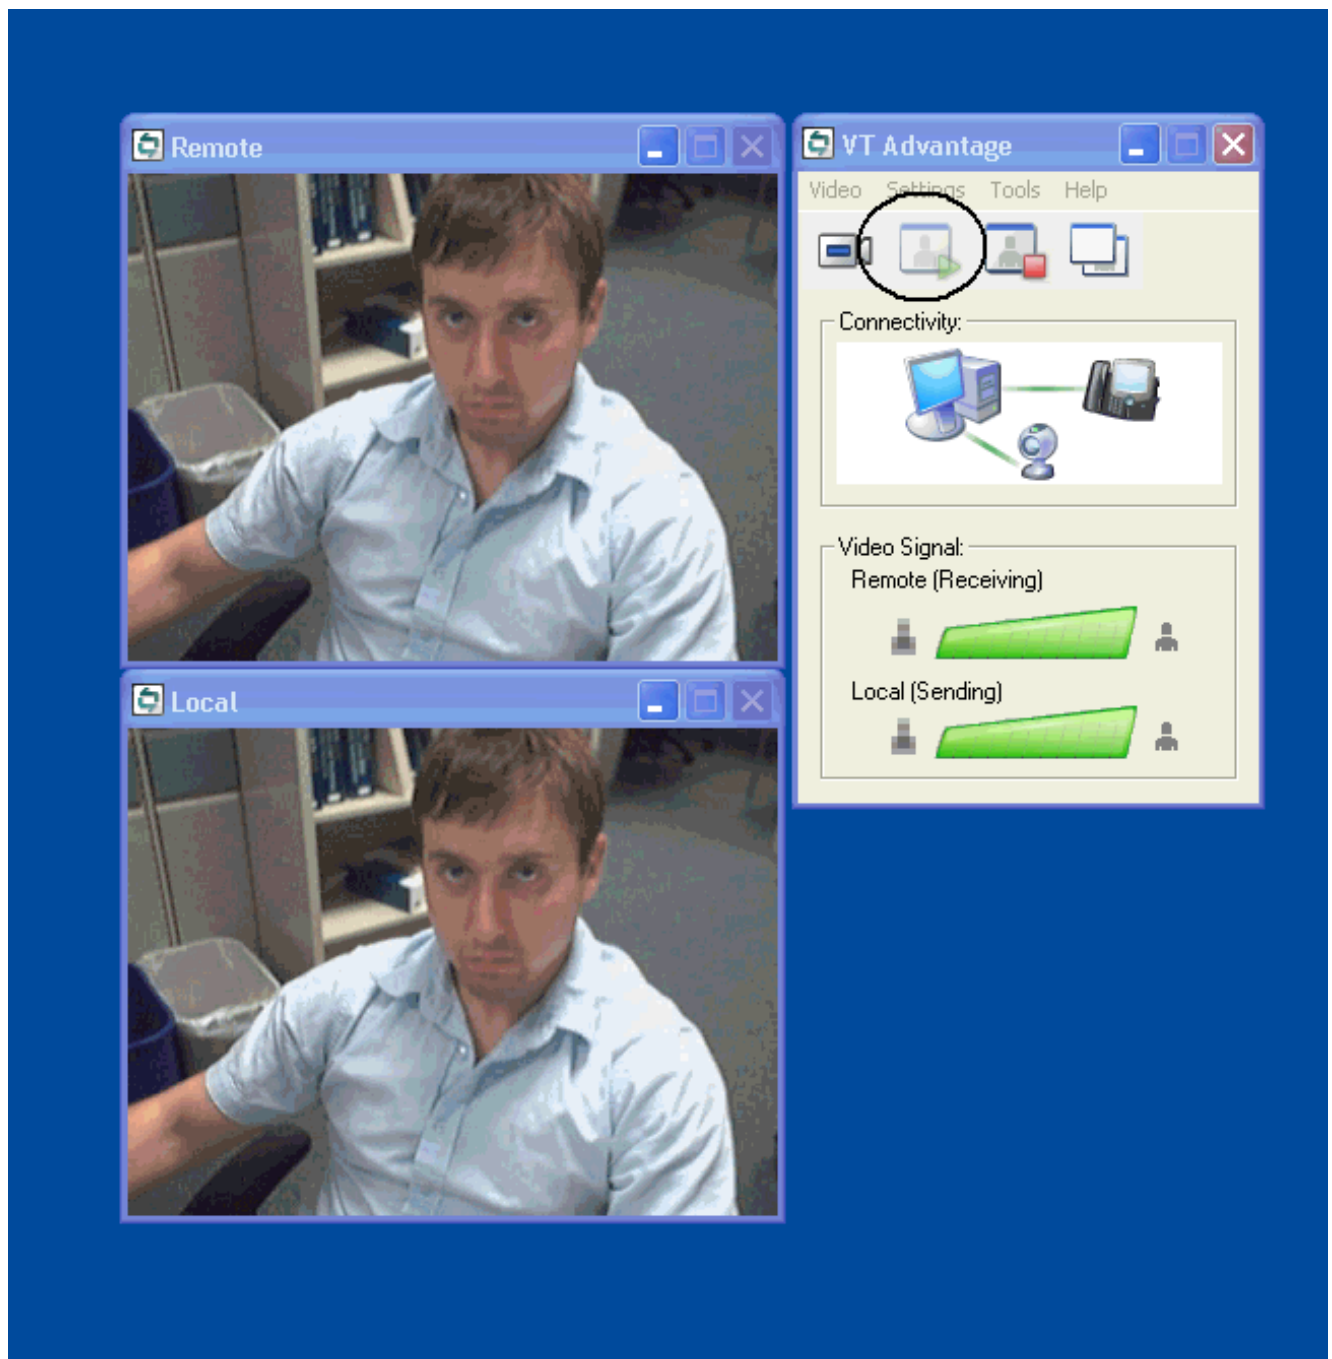 Remote
VT Advantage
Video Settings Tools Help
Connectivity:
Video Signal:
Remote (Receiving)
Local (Sending)
Local